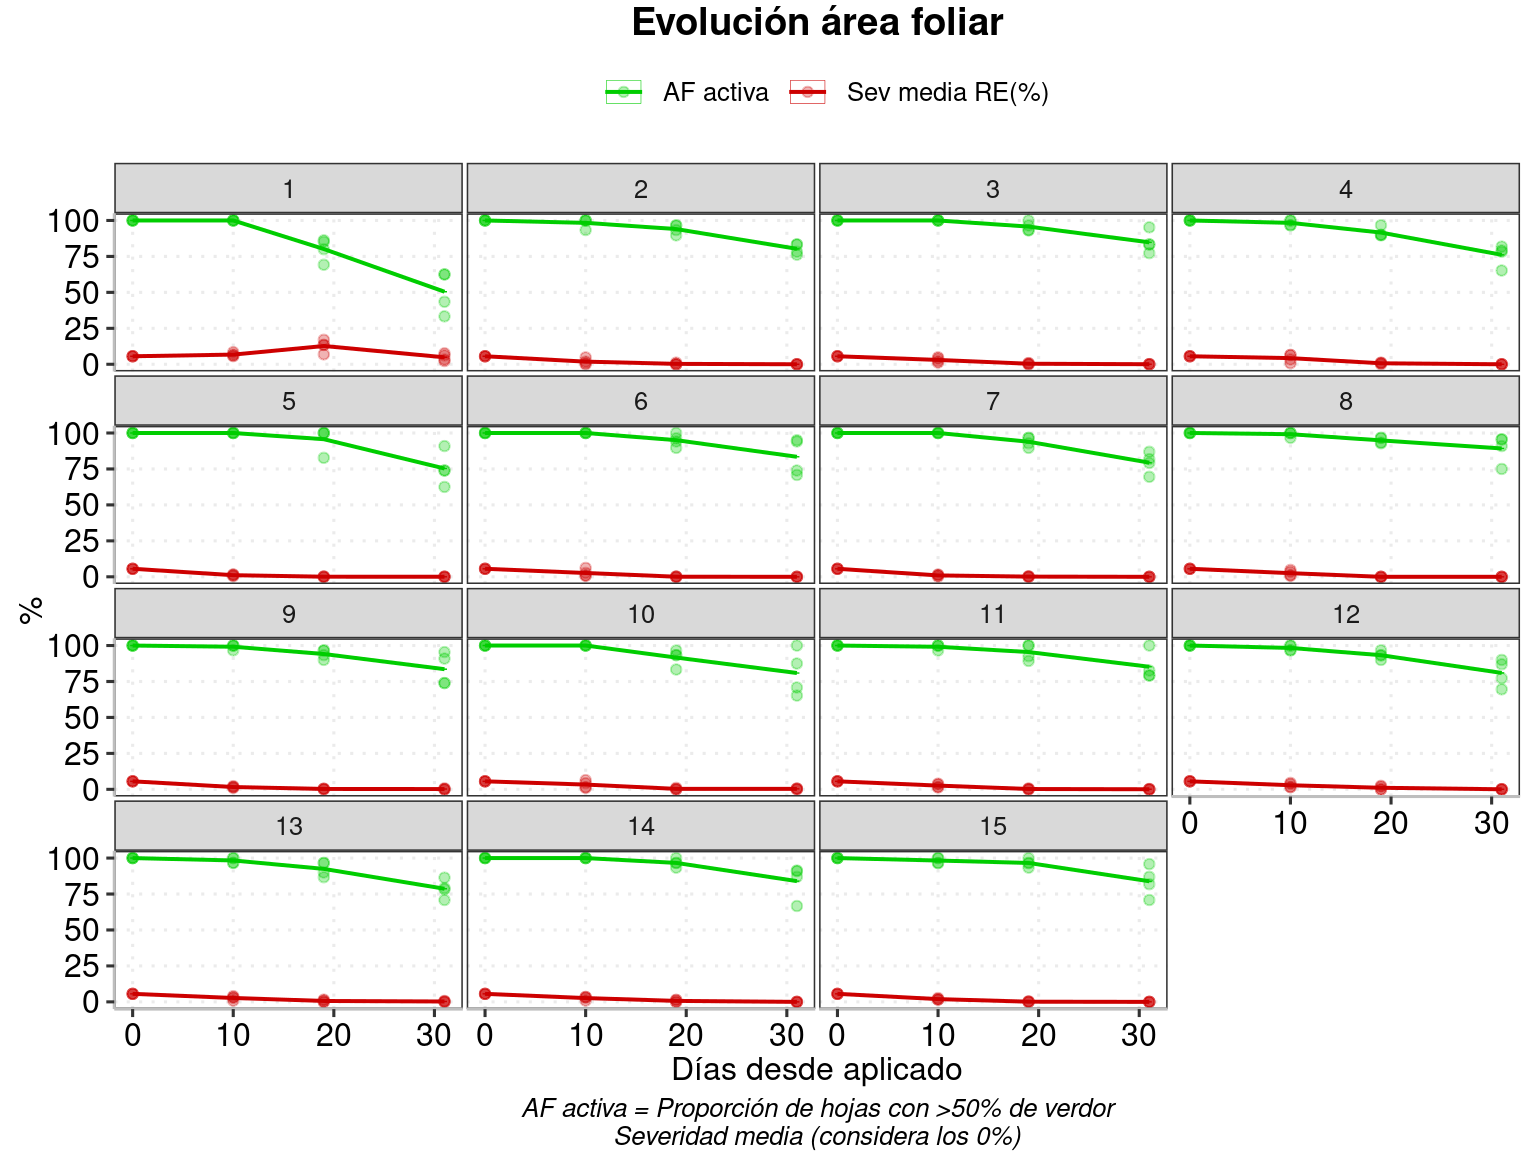 Evolución área foliar
AF activa Sev media RE(%)
1 2 3 4
100
75
50
25
0
5 6 7 8
100
75
50
25
0
%
9 10 11 12
100
75
50
25
0
0 10 20 30
13 14 15
100
75
50
25
0
0 10 20 30 0 10 20 30 0 10 20 30
Días desde aplicado
AF activa = Proporción de hojas con >50% de verdor
Severidad media (considera los 0%)